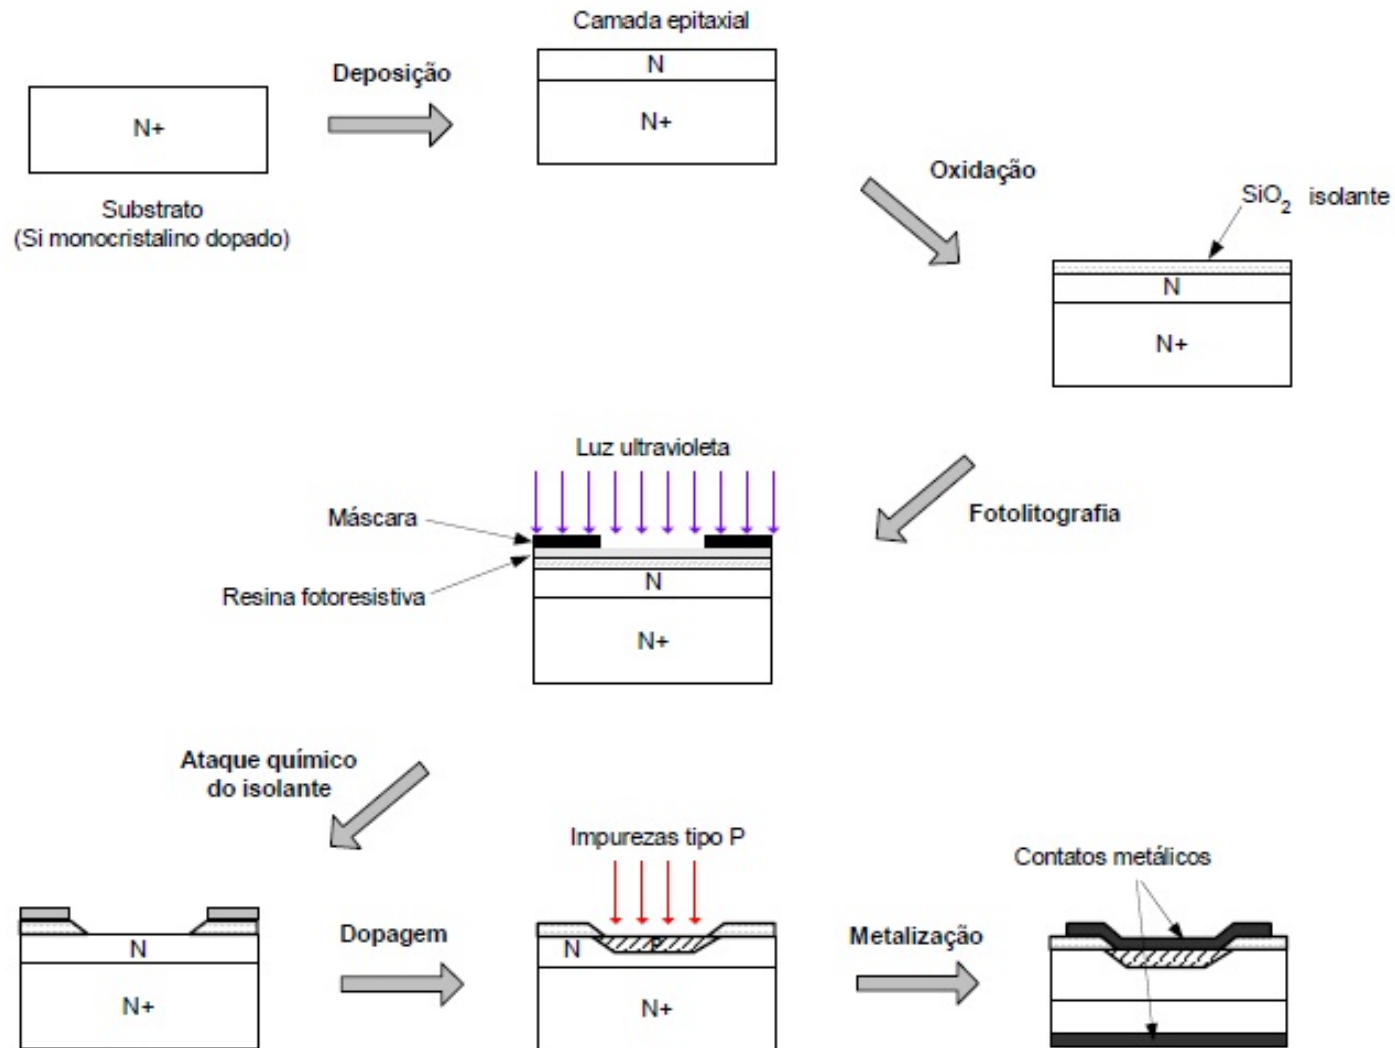 Camada epitaxial
N
N+
Deposição
N+
Substrato
(Si monocristalino dopado)
Oxidação
SiO2 isolante
N
N+
Luz ultravioleta
Máscara
Resina fotoresistiva
N
N+
Fotolitografia
Ataque químico
do isolante
N
N+
Dopagem
Impurezas tipo P
N
P
N+
Metalização
Contatos metálicos